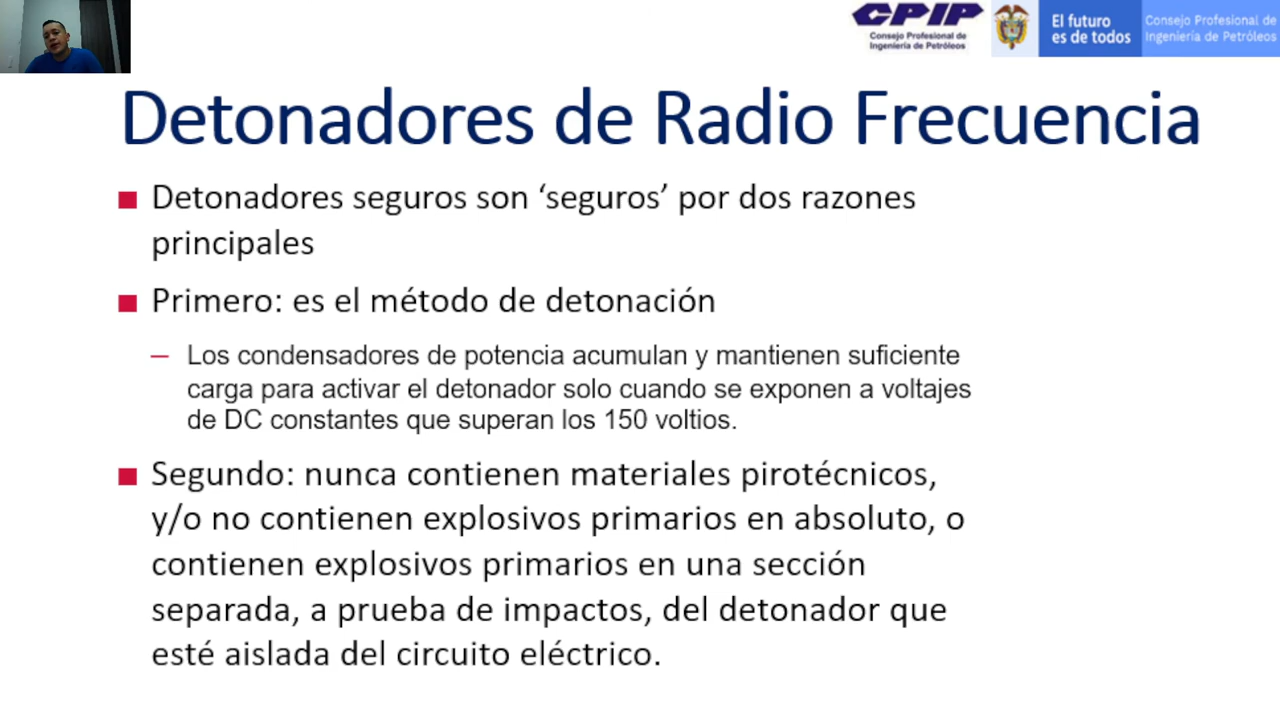 CPIP
Consejo Profesional de
Ingeniería de Petróleos
El futuro
es de todos
Consejo Profesional de
Ingeniería de Petróleos
Detonadores de Radio Frecuencia
Detonadores seguros son ‘seguros’ por dos razones
principales
Primero: es el método de detonación
Los condensadores de potencia acumulan y mantienen suficiente
carga para activar el detonador solo cuando se exponen a voltajes
de DC constantes que superan los 150 voltios.
Segundo: nunca contienen materiales pirotécnicos,
y/o no contienen explosivos primarios en absoluto, o
contienen explosivos primarios en una sección
separada, a prueba de impactos, del detonador que
esté aislada del circuito eléctrico.